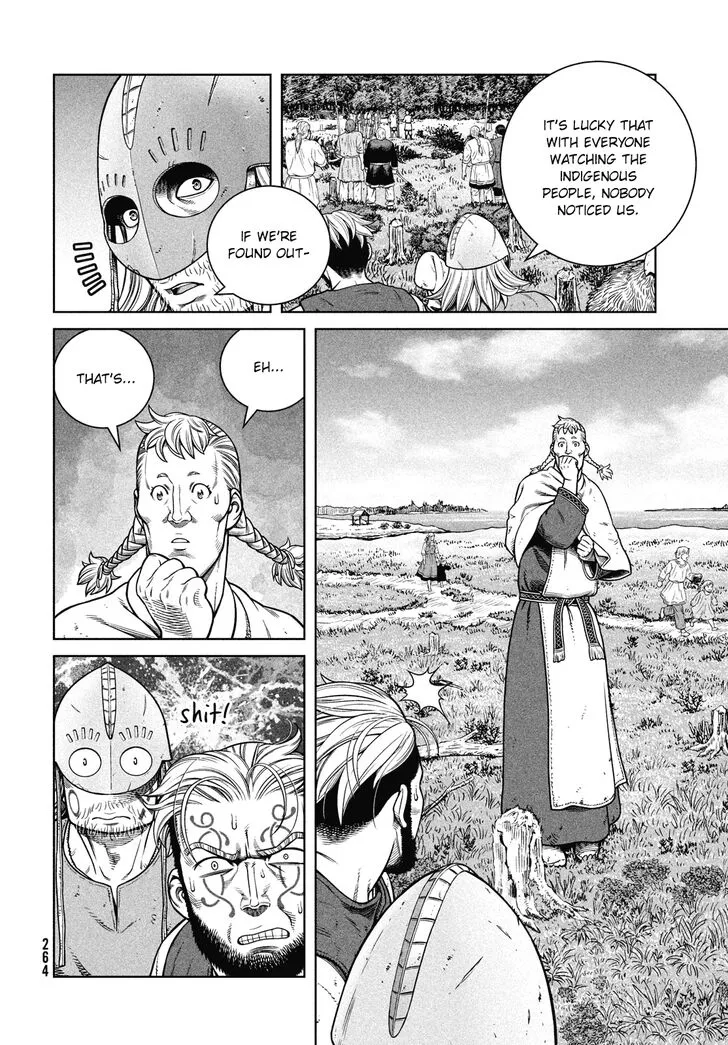 IT'S LUCKY THAT
WITH EVERYONE
WATCHING THE
INDIGENOUS
PEOPLE, NOBODY
NOTICED US.
IF WE'RE
FOUND OUT-
EH...
THAT'S...
shit!
264